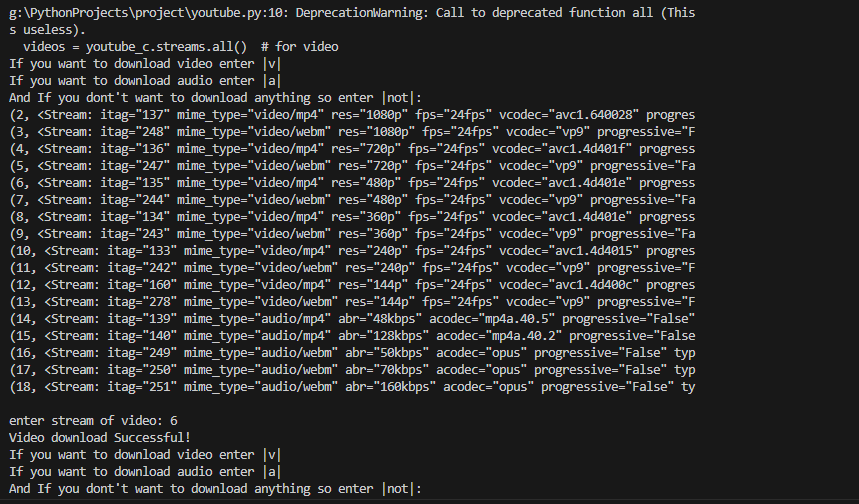 g:\PythonProjects\project\youtube.py:10: DeprecationWarning: Call to deprecated function all (This
s useless).
  videos = youtube_c.streams.all()  # for video
If you want to download video enter |v|
If you want to download audio enter |a|
And If you dont't want to download anything so enter |not|:
(2, <Stream: itag="137" mime_type="video/mp4" res="1080p" fps="24fps" vcodec="avc1.640028" progres
(3, <Stream: itag="248" mime_type="video/webm" res="1080p" fps="24fps" vcodec="vp9" progressive="F
(4, <Stream: itag="136" mime_type="video/mp4" res="720p" fps="24fps" vcodec="avc1.4d401f" progress
(5, <Stream: itag="247" mime_type="video/webm" res="720p" fps="24fps" vcodec="vp9" progressive="Fa
(6, <Stream: itag="135" mime_type="video/mp4" res="480p" fps="24fps" vcodec="avc1.4d401e" progress
(7, <Stream: itag="244" mime_type="video/webm" res="480p" fps="24fps" vcodec="vp9" progressive="Fa
(8, <Stream: itag="134" mime_type="video/mp4" res="360p" fps="24fps" vcodec="avc1.4d401e" progress
(9, <Stream: itag="243" mime_type="video/webm" res="360p" fps="24fps" vcodec="vp9" progressive="Fa
(10, <Stream: itag="133" mime_type="video/mp4" res="240p" fps="24fps" vcodec="avc1.4d4015" progres
(11, <Stream: itag="242" mime_type="video/webm" res="240p" fps="24fps" vcodec="vp9" progressive="F
(12, <Stream: itag="160" mime_type="video/mp4" res="144p" fps="24fps" vcodec="avc1.4d400c" progres
(13, <Stream: itag="278" mime_type="video/webm" res="144p" fps="24fps" vcodec="vp9" progressive="F
(14, <Stream: itag="139" mime_type="audio/mp4" abr="48kbps" acodec="mp4a.40.5" progressive="False"
(15, <Stream: itag="140" mime_type="audio/mp4" abr="128kbps" acodec="mp4a.40.2" progressive="False
(16, <Stream: itag="249" mime_type="audio/webm" abr="50kbps" acodec="opus" progressive="False" typ
(17, <Stream: itag="250" mime_type="audio/webm" abr="70kbps" acodec="opus" progressive="False" typ
(18, <Stream: itag="251" mime_type="audio/webm" abr="160kbps" acodec="opus" progressive="False" ty
enter stream of video: 6
Video download Successful!
If you want to download video enter |v|
If you want to download audio enter |a|
And If you dont't want to download anything so enter |not|: